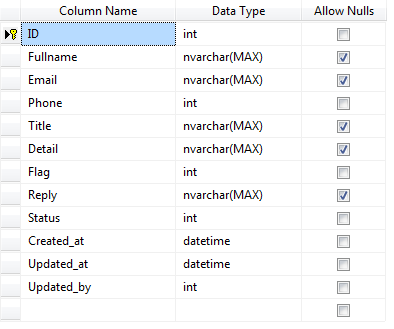 Column Name Data Type Allow Nulls
ID int
Fullname nvarchar(MAX)
Email nvarchar(MAX)
Phone int
Title nvarchar(MAX)
Detail nvarchar(MAX)
Flag int
Reply nvarchar(MAX)
Status int
Created_at datetime
Updated_at datetime
Updated_by int